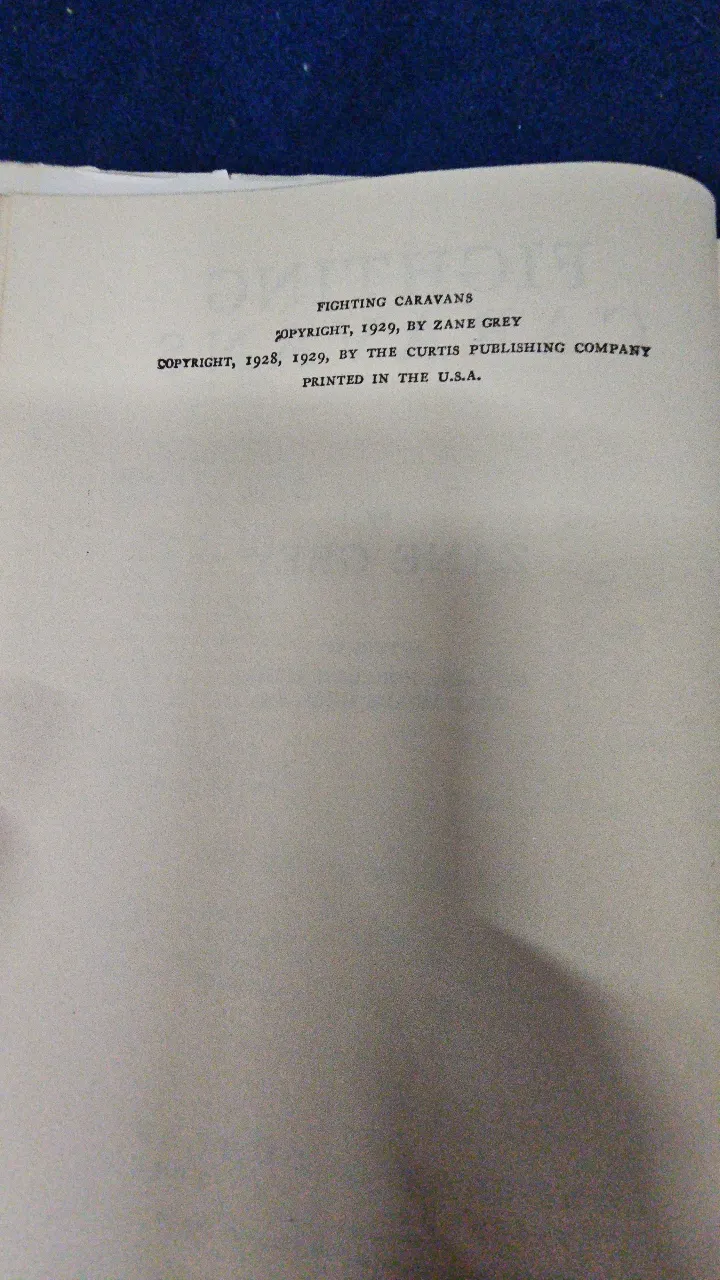 FIGHTING CARAVANS
COPYRIGHT, 1929, BY ZANE GREY
COPYRIGHT, 1928, 1929, BY THE CURTIS PUBLISHING COMPANY
PRINTED IN THE U.S.A.